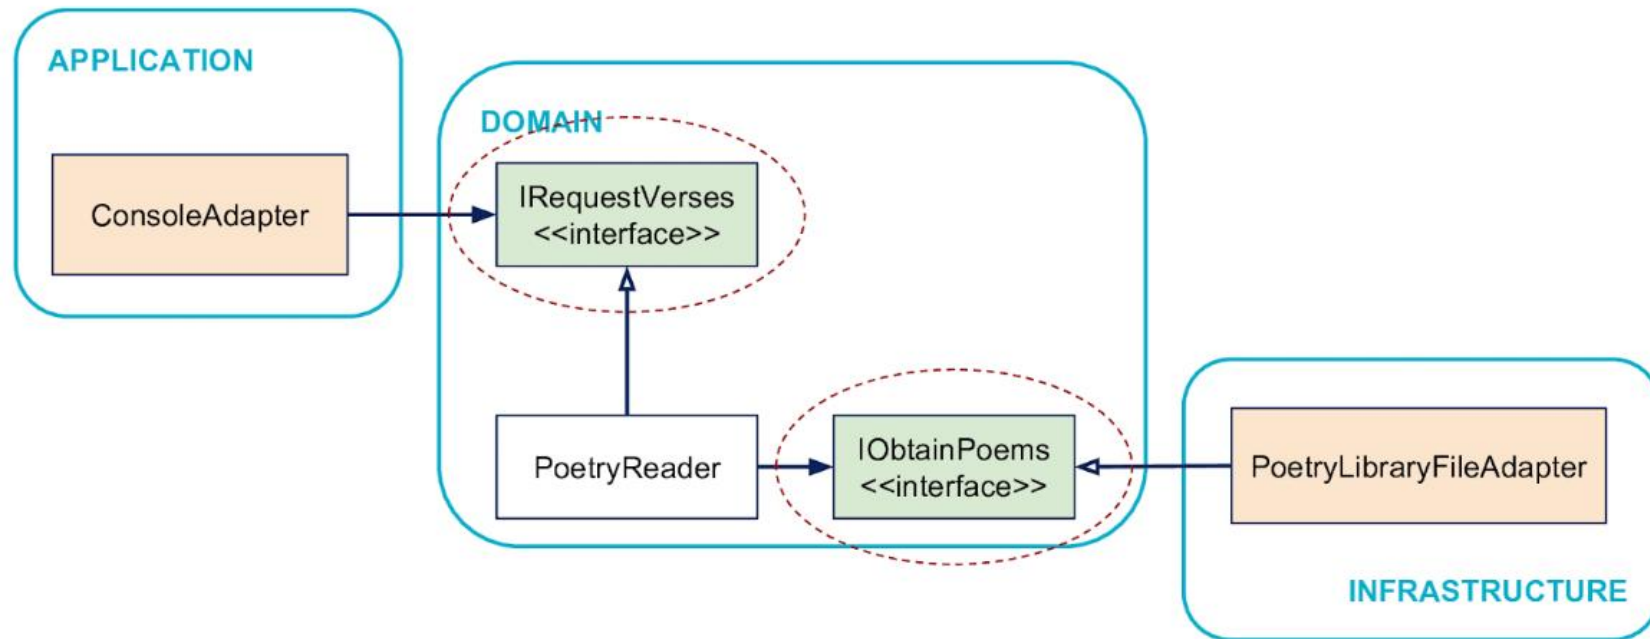 APPLICATION
DOMAIN
ConsoleAdapter
IRequestVerses
<<interface>>
PoetryReader
IObtainPoems
<<interface>>
PoetryLibraryFileAdapter
INFRASTRUCTURE